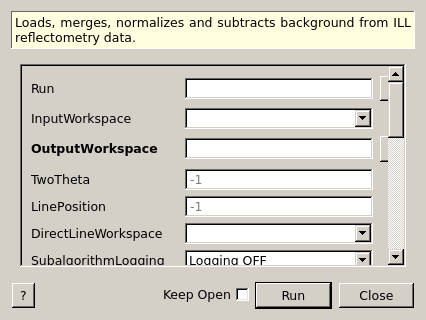 Loads, merges, normalizes and subtracts background from ILL
reflectometry data.
Run
InputWorkspace
OutputWorkspace
TwoTheta -1
LinePosition -1
DirectLineWorkspace
SubalgorithmLogging Logging OFF
? Keep Open Run Close